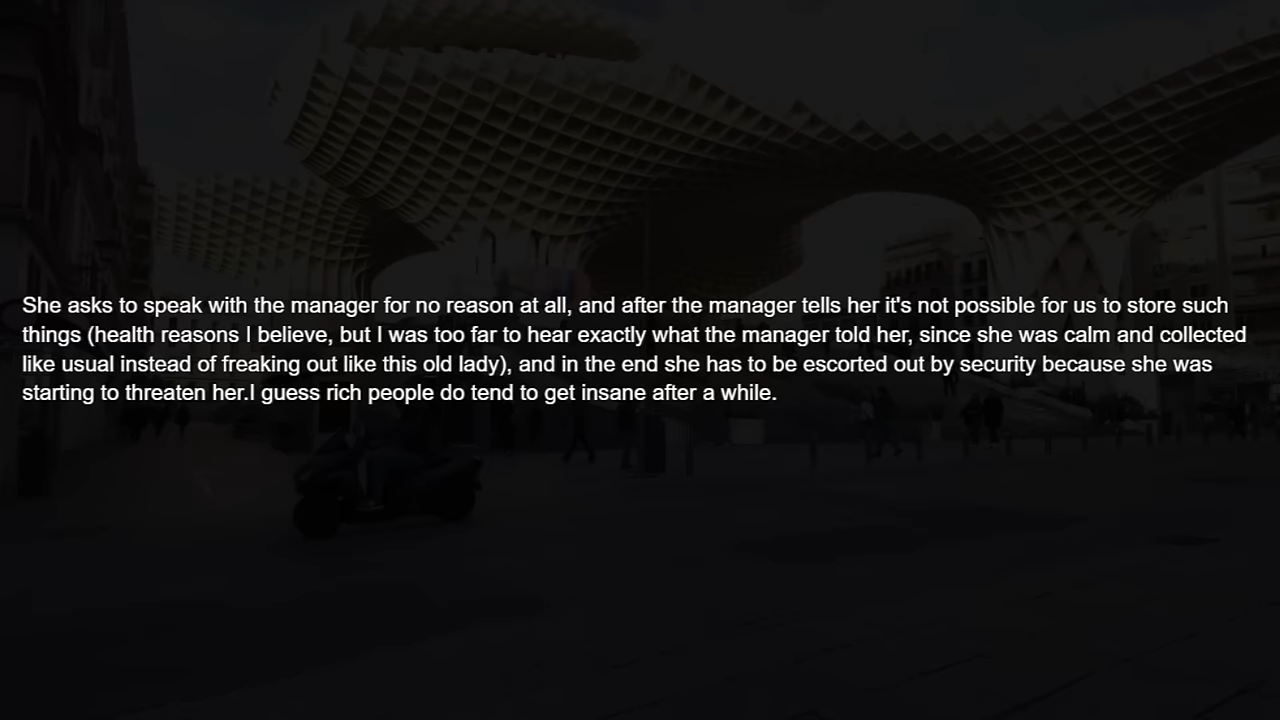 She asks to speak with the manager for no reason at all, and after the manager tells her it's not possible for us to store such
things (health reasons I believe, but I was too far to hear exactly what the manager told her, since she was calm and collected
like usual instead of freaking out like this old lady), and in the end she has to be escorted out by security because she was
starting to threaten her.I guess rich people do tend to get insane after a while.